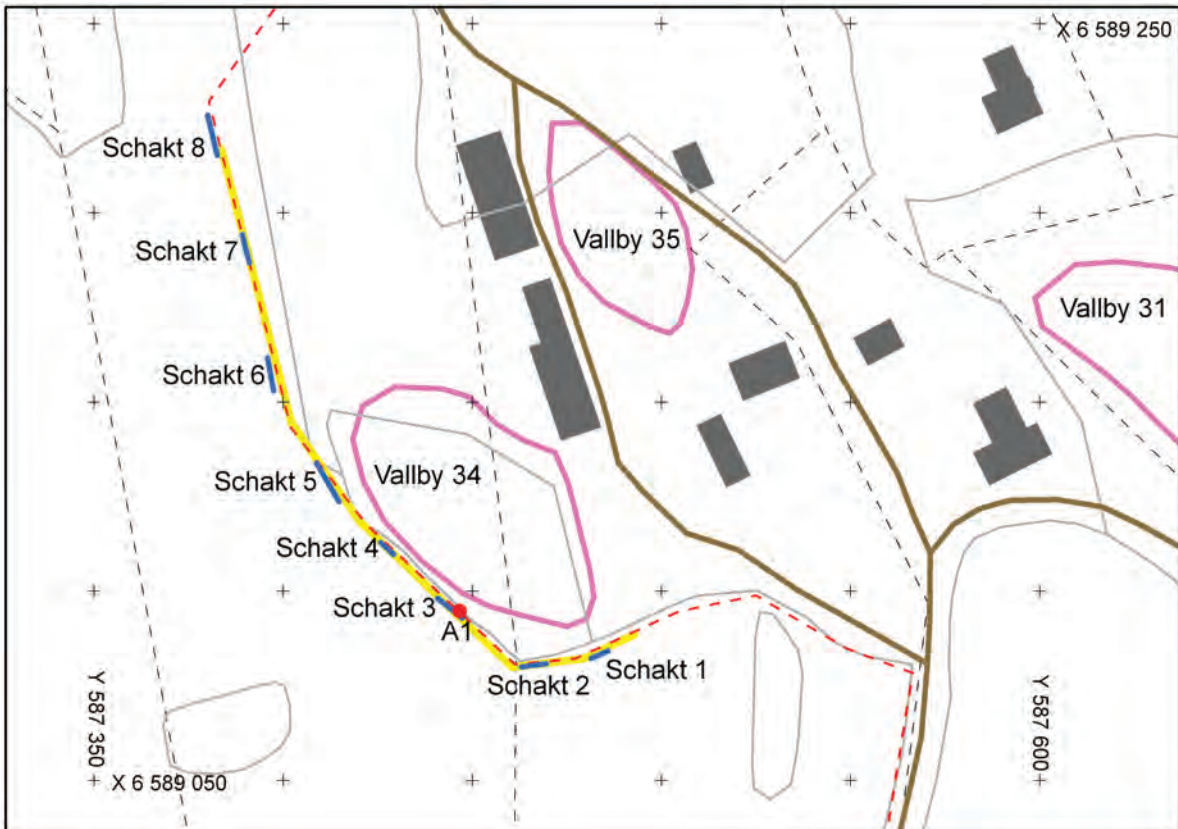 X 6 589 250
Schakt 8
Schakt 7
Vallby 35
Vallby 31
Schakt 6
Schakt 5
Vallby 34
Schakt 4
Schakt 3
A1
Schakt 1
Schakt 2
Y 587 350
X 6 589 050
Y 587 600